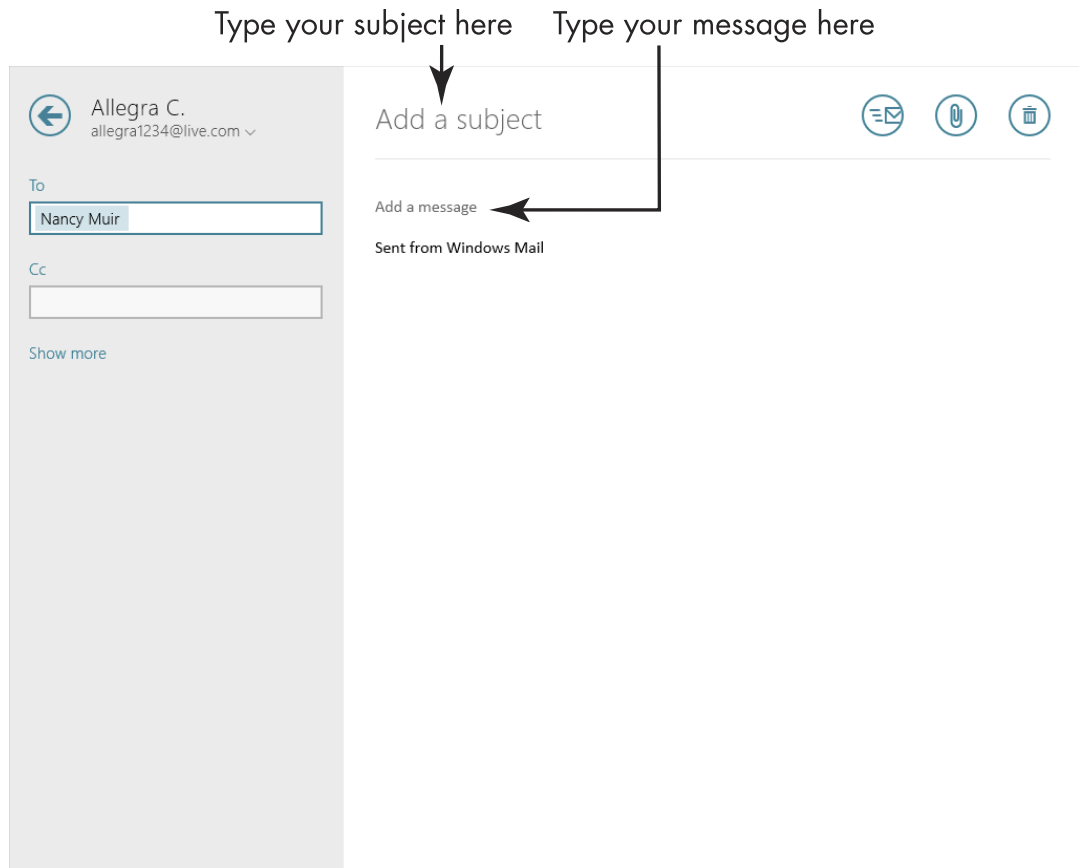 Type your subject here
Type your message here
Allegra C.
allegra1234@live.com
To
Nancy Muir
Cc
Show more
Add a subject
Add a message
Sent from Windows Mail